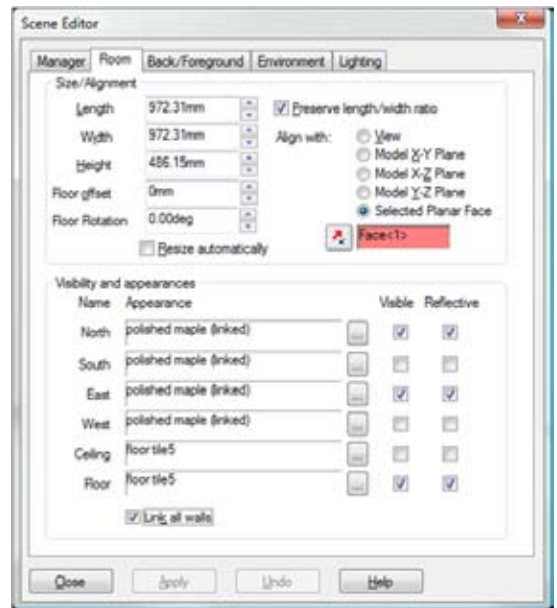 Scene Editor
Manager Room Back/Foreground Environment Lighting
Size/Alignment
Length 972.31mm Preserve length/width ratio
Width 972.31mm Align with: View
Height 486.15mm Model X-Y Plane
Model X-Z Plane
Floor offset 0mm Model Y-Z Plane
Floor Rotation 0.00deg Selected Planar Face
Resize automatically Face<1>
Visibility and appearances
Name Appearance Visible Reflective
North polished maple (linked) ...
South polished maple (linked) ...
East polished maple (linked) ...
West polished maple (linked) ...
Ceiling floor tile5 ...
Floor floor tile5 ...
Link all walls
Close Apply Undo Help